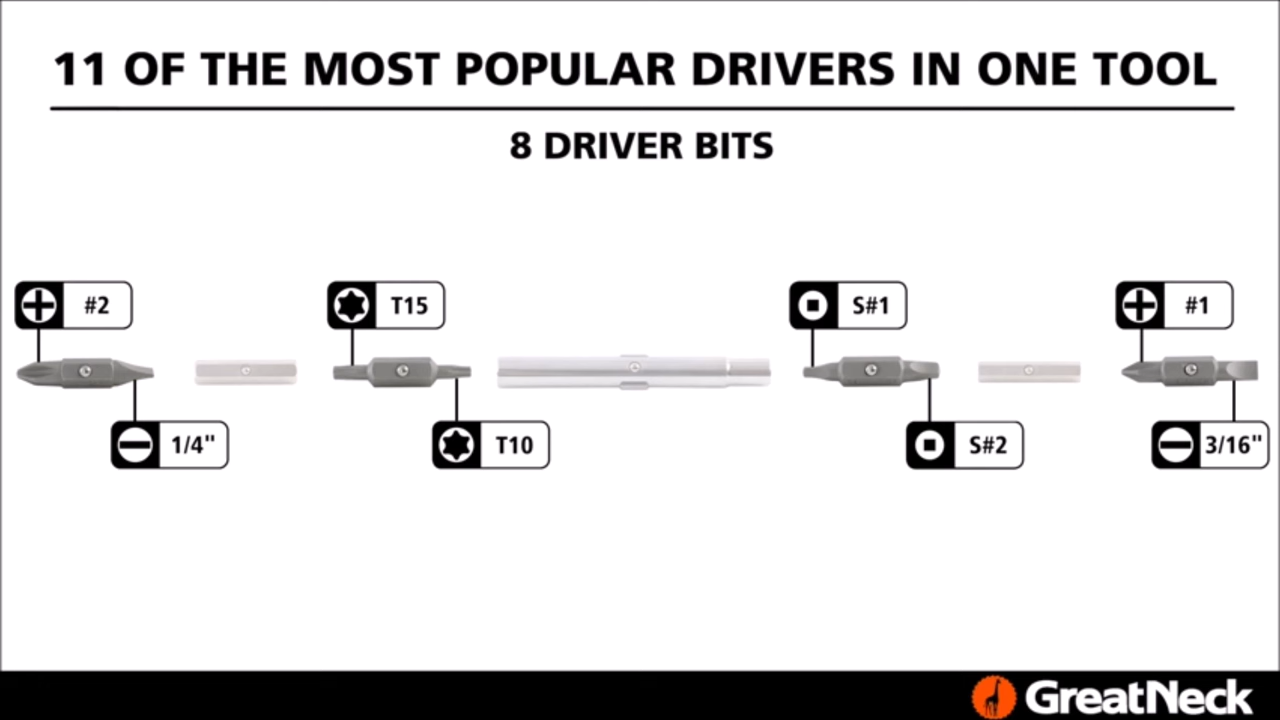 11 OF THE MOST POPULAR DRIVERS IN ONE TOOL
8 DRIVER BITS
#2
T15
S#1
#1
1/4"
T10
S#2
3/16"
GreatNeck